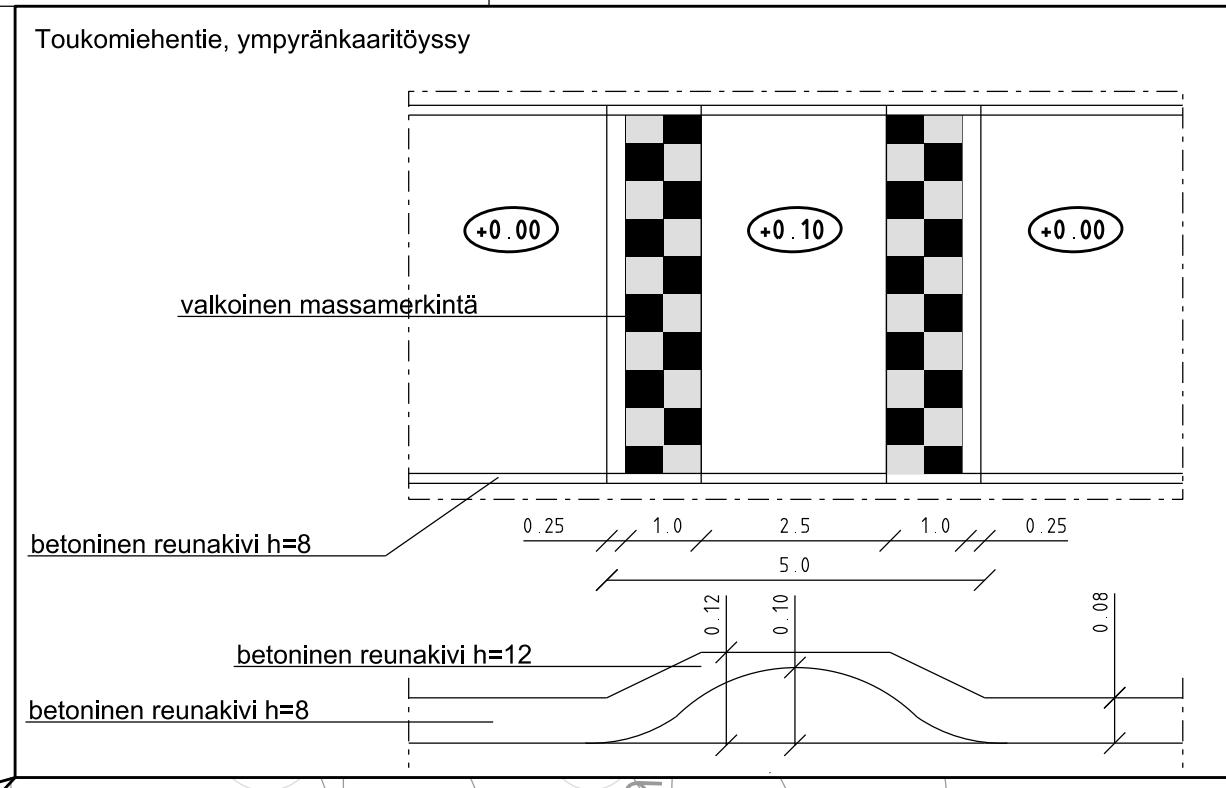 Toukomiehentie, ympyränkaaritöyssy
+0.00
+0.10
+0.00
valkoinen massamerkintä
0.25 1.0 2.5 1.0 0.25
betoninen reunakivi h=8
5.0
0.12
0.10
0.08
betoninen reunakivi h=12
betoninen reunakivi h=8